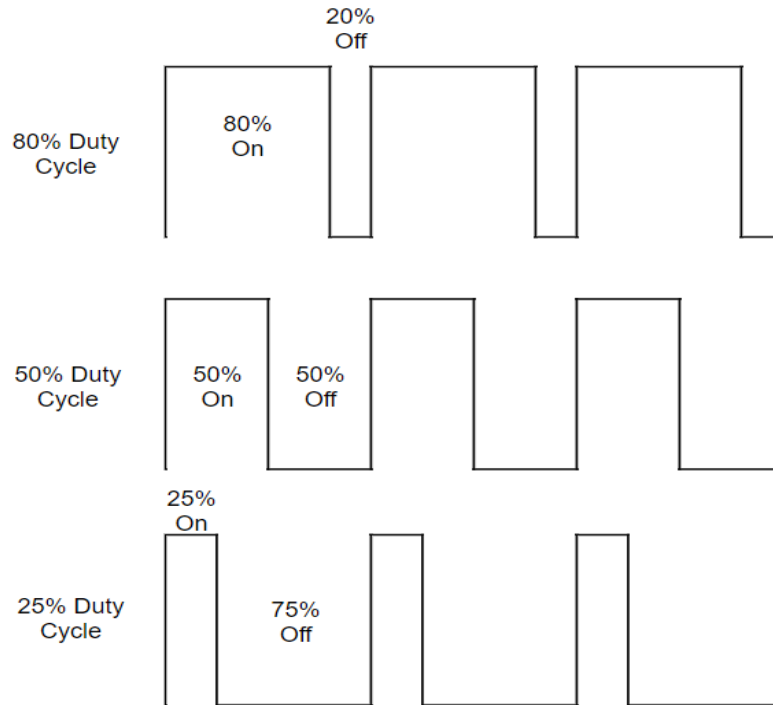 20%
Off
80% Duty
Cycle
80%
On
50% Duty
Cycle
50%
On
50%
Off
25%
On
25% Duty
Cycle
75%
Off